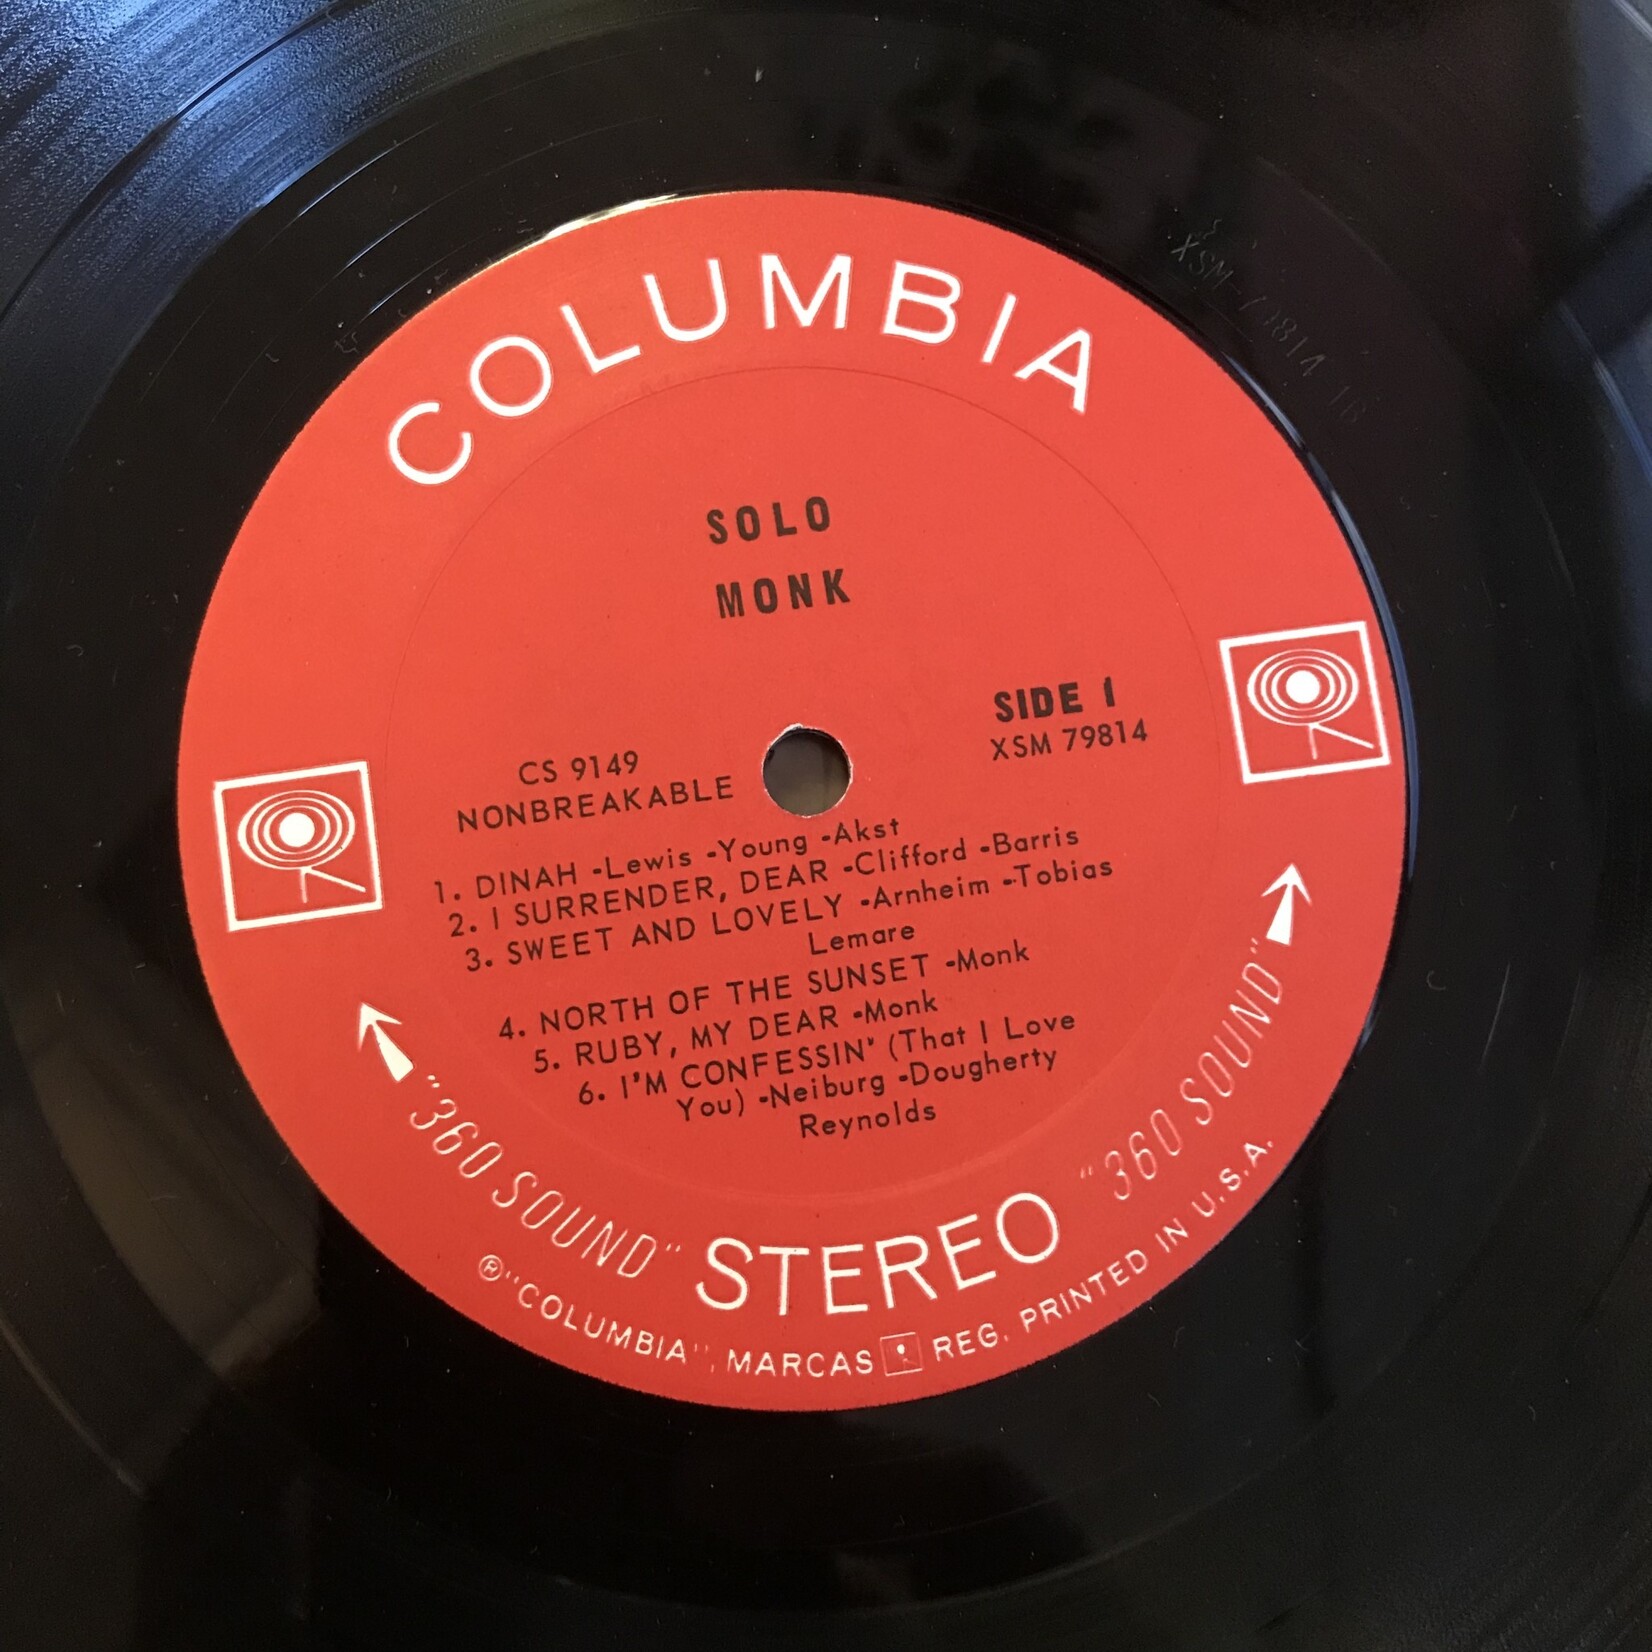 COLUMBIA
SOLO
MONK
SIDE 1
XSM 79814
CS 9149
NONBREAKABLE
1. DINAH -Lewis -Young -Akst
2. I SURRENDER, DEAR -Clifford -Barris
3. SWEET AND LOVELY -Arnheim -Tobias
Lemare
4. NORTH OF THE SUNSET -Monk
5. RUBY, MY DEAR -Monk
6. I'M CONFESSIN' (That I Love
You) -Neiburg -Dougherty
Reynolds
"360 SOUND" STEREO "360 SOUND"
® "COLUMBIA", MARCAS REG. PRINTED IN U.S.A.